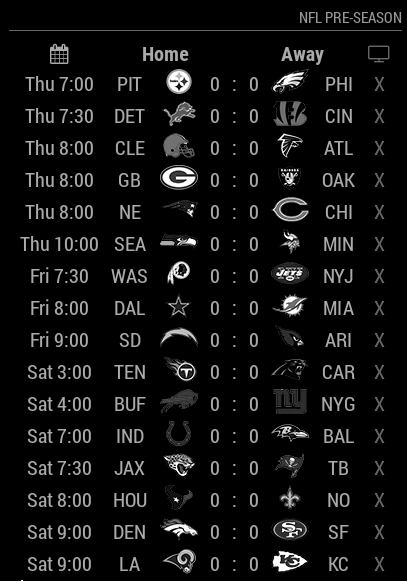 NFL PRE-SEASON
Home Away
Thu 7:00 PIT 0 : 0 PHI X
Thu 7:30 DET 0 : 0 CIN X
Thu 8:00 CLE 0 : 0 ATL X
Thu 8:00 GB 0 : 0 OAK X
Thu 8:00 NE 0 : 0 CHI X
Thu 10:00 SEA 0 : 0 MIN X
Fri 7:30 WAS 0 : 0 NYJ X
Fri 8:00 DAL 0 : 0 MIA X
Fri 9:00 SD 0 : 0 ARI X
Sat 3:00 TEN 0 : 0 CAR X
Sat 4:00 BUF 0 : 0 NYG X
Sat 7:00 IND 0 : 0 BAL X
Sat 7:30 JAX 0 : 0 TB X
Sat 8:00 HOU 0 : 0 NO X
Sat 9:00 DEN 0 : 0 SF X
Sat 9:00 LA 0 : 0 KC X